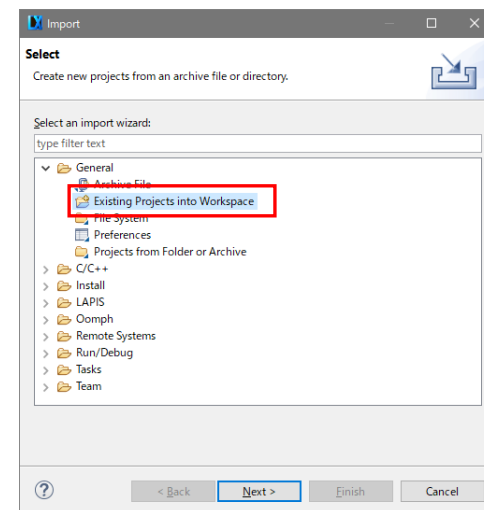 Import
Select
Create new projects from an archive file or directory.
Select an import wizard:
type filter text
General
Archive File
Existing Projects into Workspace
File System
Preferences
Projects from Folder or Archive
C/C++
Install
LAPIS
Oomph
Remote Systems
Run/Debug
Tasks
Team
?
< Back Next > Finish Cancel